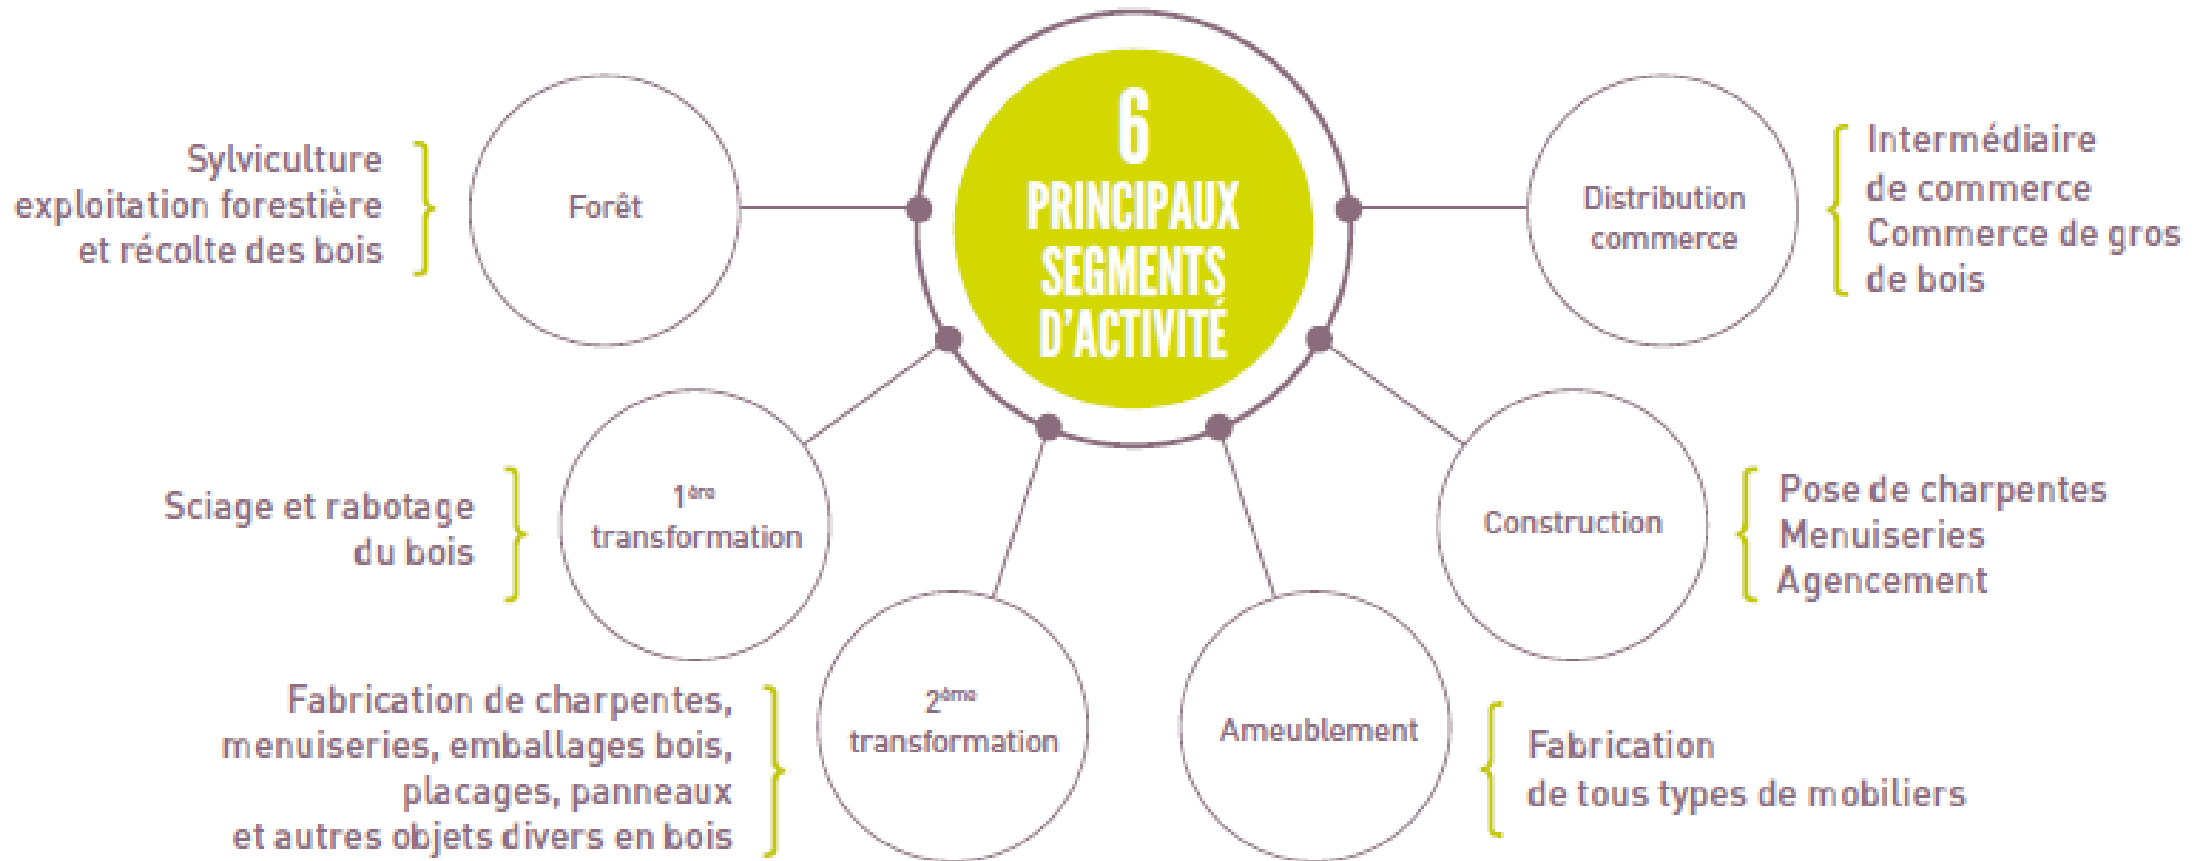 6
PRINCIPAUX
SEGMENTS
D'ACTIVITÉ
Sylviculture
exploitation forestière
et récolte des bois
Forêt
Sciage et rabotage
du bois
1ère
transformation
Fabrication de charpentes,
menuiseries, emballages bois,
placages, panneaux
et autres objets divers en bois
2ème
transformation
Ameublement
Fabrication
de tous types de mobiliers
Construction
Pose de charpentes
Menuiseries
Agencement
Distribution
commerce
Intermédiaire
de commerce
Commerce de gros
de bois